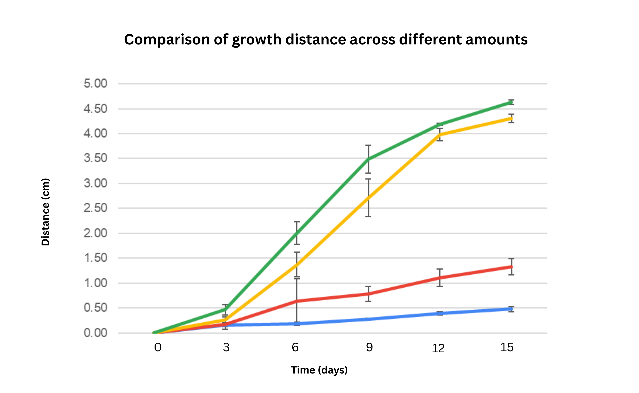 Comparison of growth distance across different amounts
5.00
4.50
4.00
3.50
3.00
2.50
2.00
1.50
1.00
0.50
0.00
Distance (cm)
0 3 6 9 12 15
Time (days)